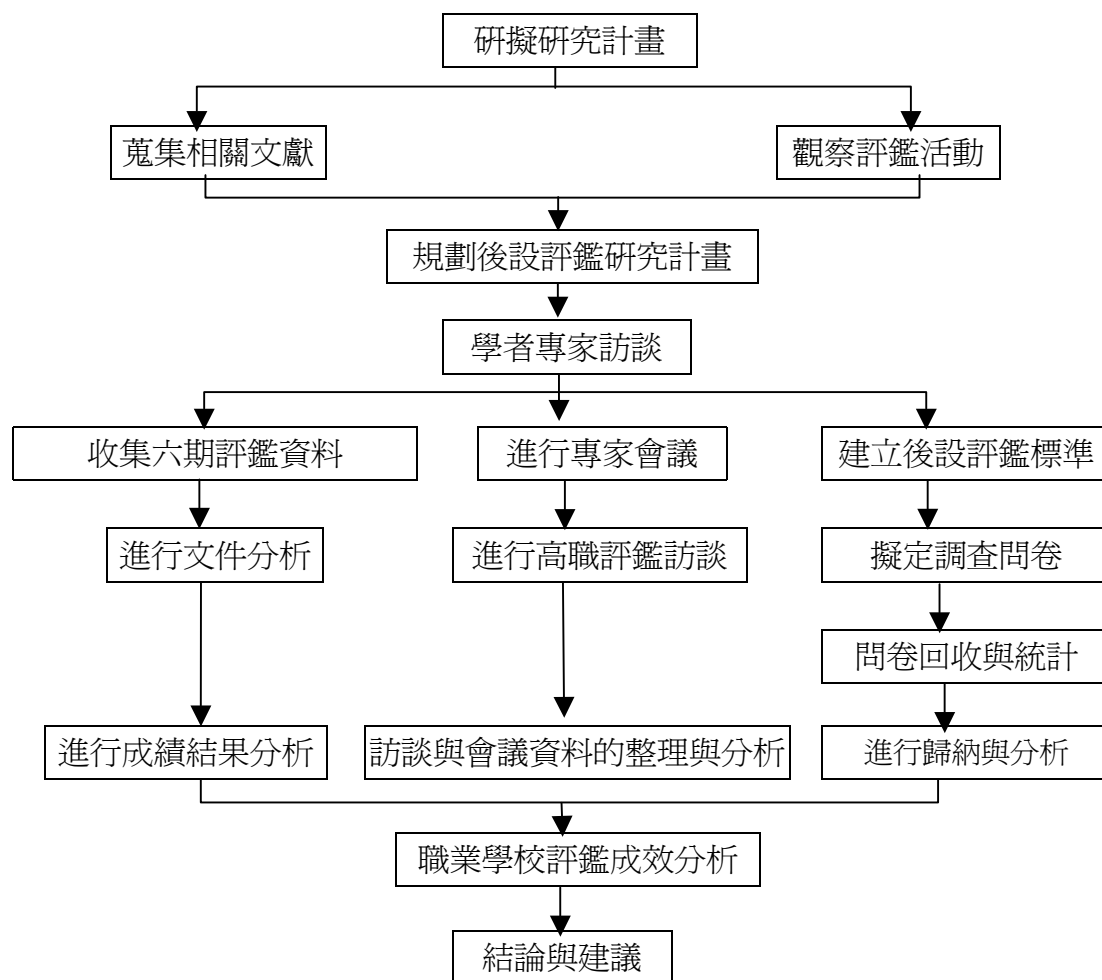 研擬研究計畫
蒐集相關文獻
觀察評鑑活動
規劃後設評鑑研究計畫
學者專家訪談
收集六期評鑑資料
進行專家會議
建立後設評鑑標準
進行文件分析
進行高職評鑑訪談
擬定調查問卷
問卷回收與統計
進行成績結果分析
訪談與會議資料的整理與分析
進行歸納與分析
職業學校評鑑成效分析
結論與建議